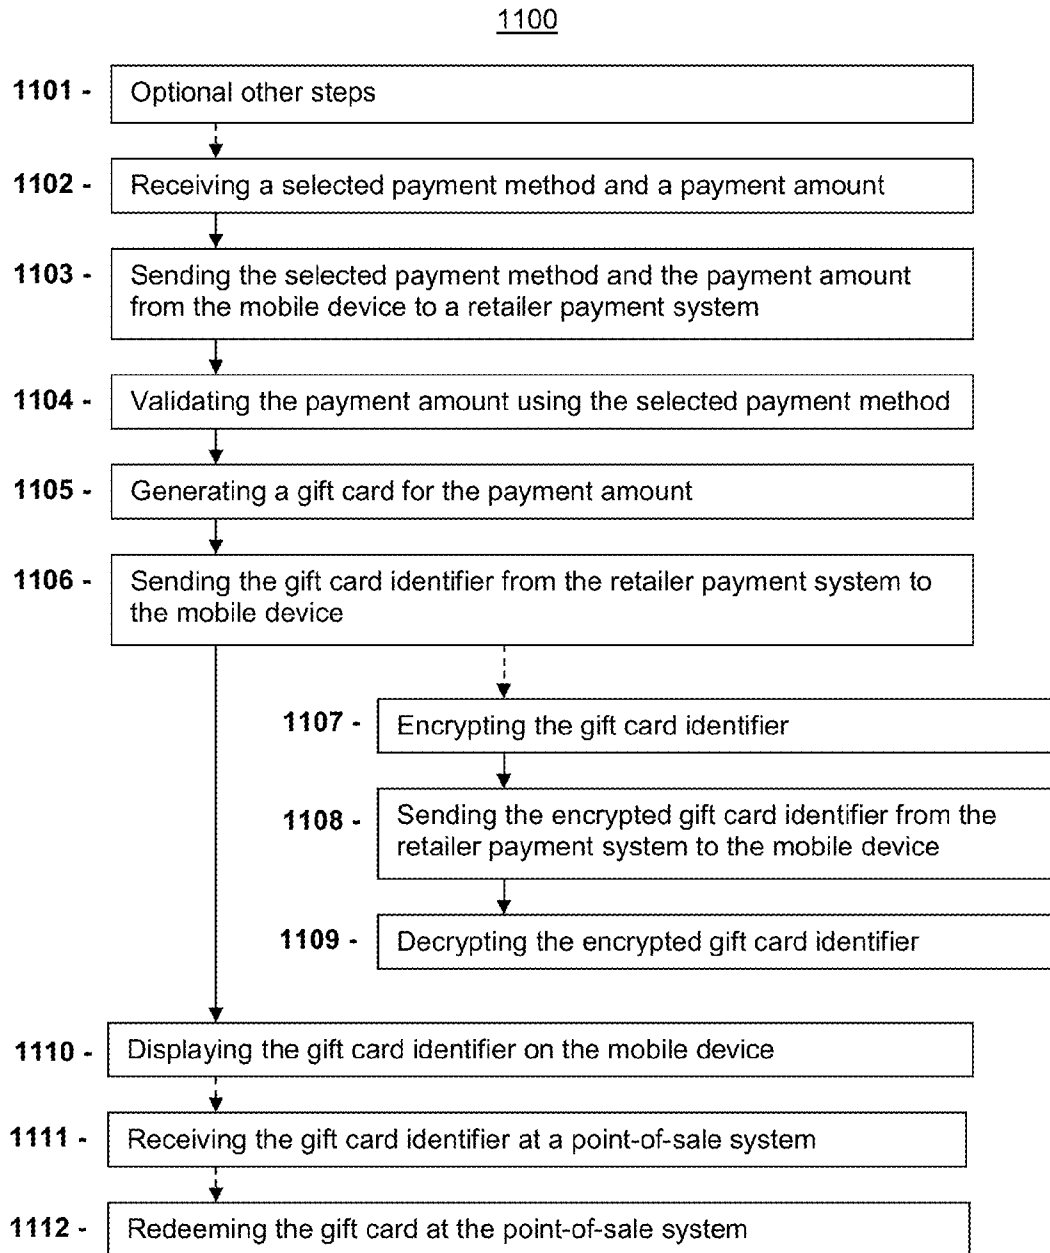 1100
1101 - Optional other steps
1102 - Receiving a selected payment method and a payment amount
1103 - Sending the selected payment method and the payment amount
from the mobile device to a retailer payment system
1104 - Validating the payment amount using the selected payment method
1105 - Generating a gift card for the payment amount
1106 - Sending the gift card identifier from the retailer payment system to
the mobile device
1107 - Encrypting the gift card identifier
1108 - Sending the encrypted gift card identifier from the
retailer payment system to the mobile device
1109 - Decrypting the encrypted gift card identifier
1110 - Displaying the gift card identifier on the mobile device
1111 - Receiving the gift card identifier at a point-of-sale system
1112 - Redeeming the gift card at the point-of-sale system